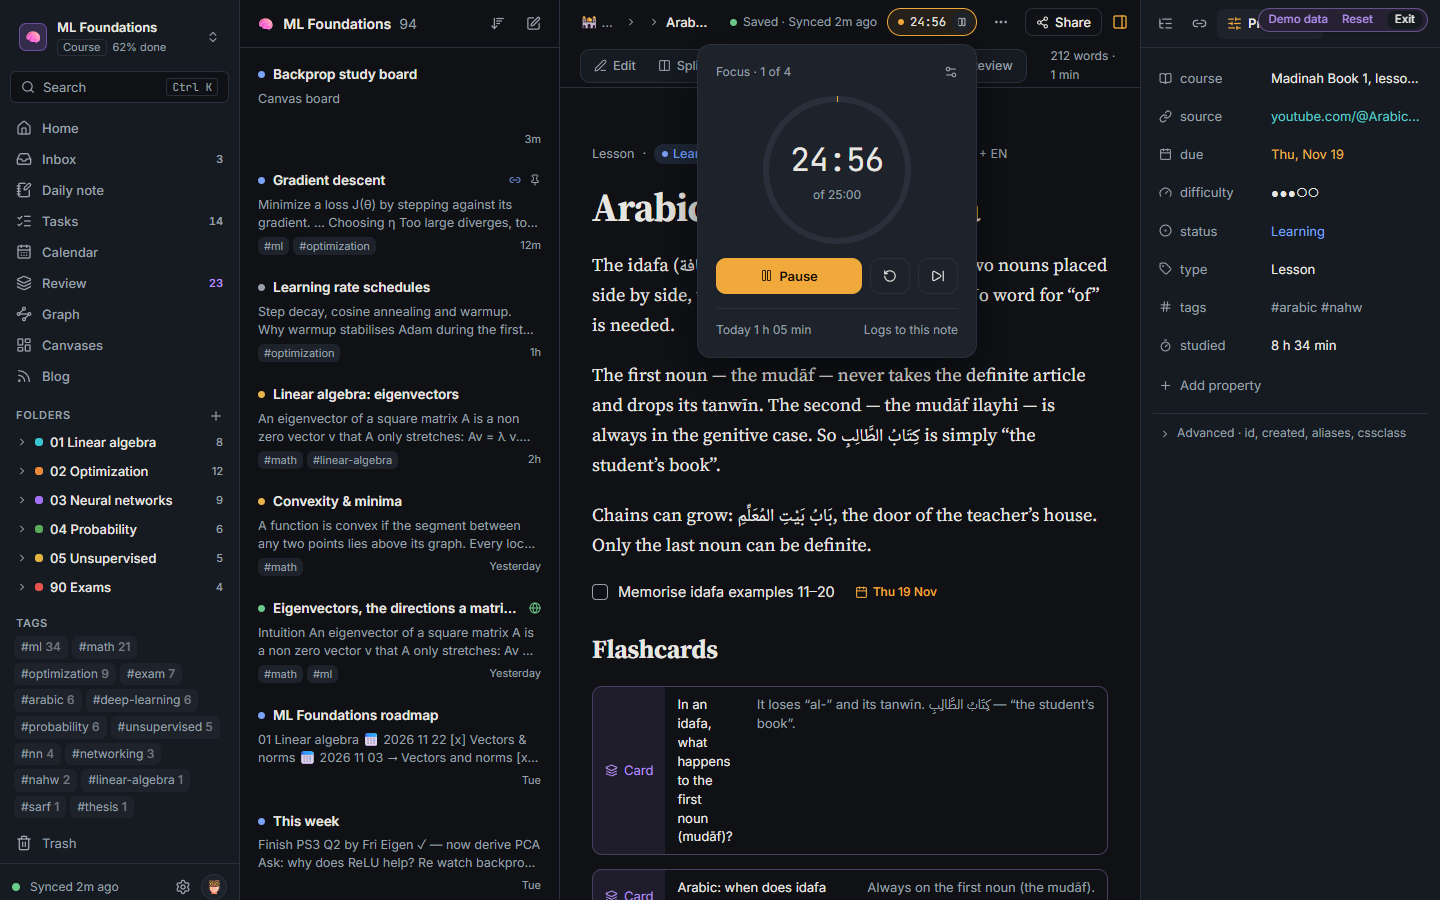 ML Foundations
Course 62% done
Search Ctrl K
Home
Inbox 3
Daily note
Tasks 14
Calendar
Review 23
Graph
Canvases
Blog
FOLDERS
01 Linear algebra 8
02 Optimization 12
03 Neural networks 9
04 Probability 6
05 Unsupervised 5
90 Exams 4
TAGS
#ml 34 #math 21
#optimization 9 #exam 7
#arabic 6 #deep-learning 6
#probability 6 #unsupervised 5
#nn 4 #networking 3
#nahw 2 #linear-algebra 1
#sarf 1 #thesis 1
Trash
Synced 2m ago
ML Foundations 94
Backprop study board
Canvas board
3m
Gradient descent
Minimize a loss J(θ) by stepping against its
gradient. ... Choosing η Too large diverges, to...
#ml #optimization 12m
Learning rate schedules
Step decay, cosine annealing and warmup.
Why warmup stabilises Adam during the first...
#optimization 1h
Linear algebra: eigenvectors
An eigenvector of a square matrix A is a non
zero vector v that A only stretches: Av = λ v....
#math #linear-algebra 2h
Convexity & minima
A function is convex if the segment between
any two points lies above its graph. Every loc...
#math Yesterday
Eigenvectors, the directions a matri...
Intuition An eigenvector of a square matrix A is
a non zero vector v that A only stretches: Av ...
#math #ml Yesterday
ML Foundations roadmap
01 Linear algebra 2026 11 22 [x] Vectors &
norms 2026 11 03 → Vectors and norms [x...
Tue
This week
Finish PS3 Q2 by Fri Eigen ✓ — now derive PCA
Ask: why does ReLU help? Re watch backpro...
Tue
... Arab... Saved · Synced 2m ago 24:56 Share
Edit 212 words ·
1 min
Focus · 1 of 4
24:56
of 25:00
Pause
Today 1 h 05 min Logs to this note
Lesson · + EN
Arabic
The idafa nouns placed
side by side, word for “of”
is needed.
The first noun — the mudāf — never takes the definite article
and drops its tanwīn. The second — the mudāf ilayhi — is
always in the genitive case. So كِتَابُ الطَّالِبِ is simply “the
student’s book”.
Chains can grow: بَابُ بَيْتِ المُعَلِّمِ, the door of the teacher’s house.
Only the last noun can be definite.
Memorise idafa examples 11–20 Thu 19 Nov
Flashcards
Card
In an
idafa,
what
happens
to the
first
noun
(mudāf)?
It loses “al-” and its tanwīn. كِتَابُ الطَّالِبِ — “the student’s
book”.
Card Arabic: when does idafa Always on the first noun (the mudāf).
Demo data Reset Exit
course Madinah Book 1, lesso...
source youtube.com/@Arabic...
due Thu, Nov 19
difficulty
status Learning
type Lesson
tags #arabic #nahw
studied 8 h 34 min
Add property
Advanced · id, created, aliases, cssclass